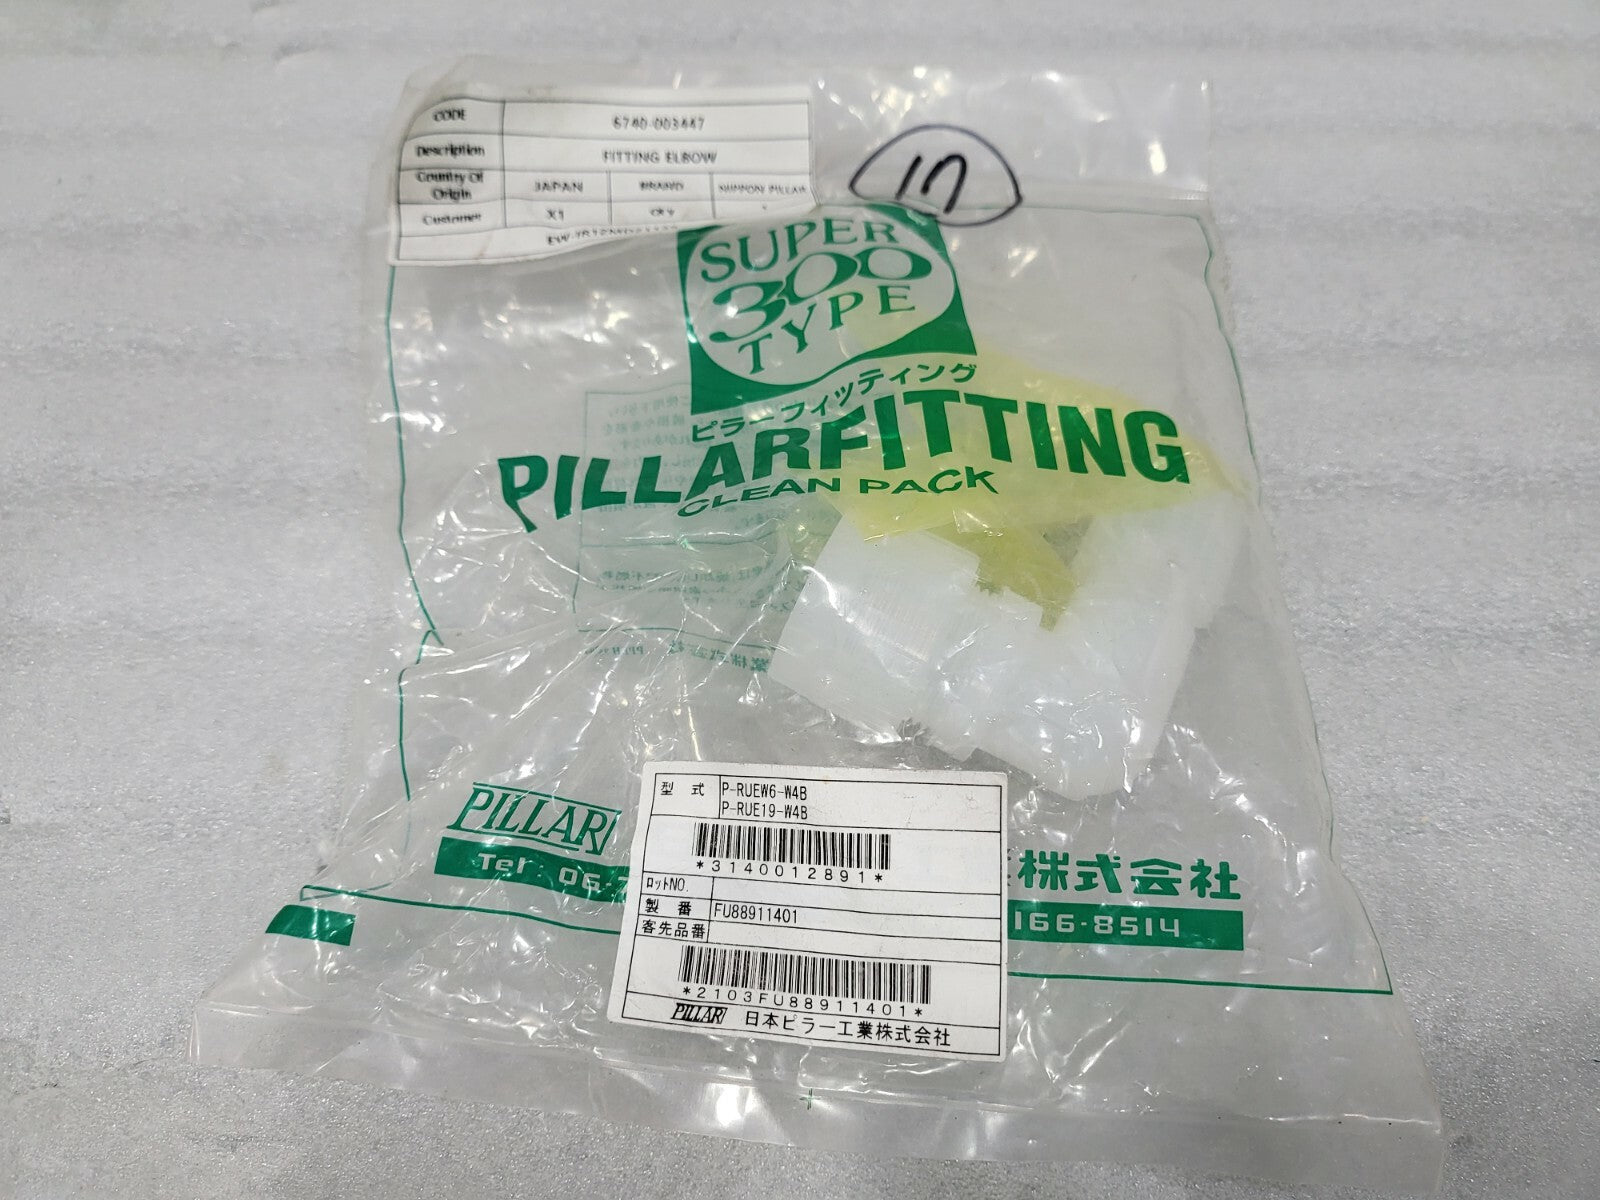 CODE 6740-003447
Description FITTING ELBOW
Country Of Origin JAPAN BRAND NIPPON PILLAR
Customer X1
17
SUPER
300
TYPE
ピラーフィッティング
PILLARFITTING
CLEAN PACK
PILLAR
Tel. 06-
株式会社
166-8514
型 式 P-RUEW6-W4B
P-RUE19-W4B
*3140012891*
ロットNO.
製 番 FU88911401
客先品番
*2103FU88911401*
PILLAR 日本ピラー工業株式会社